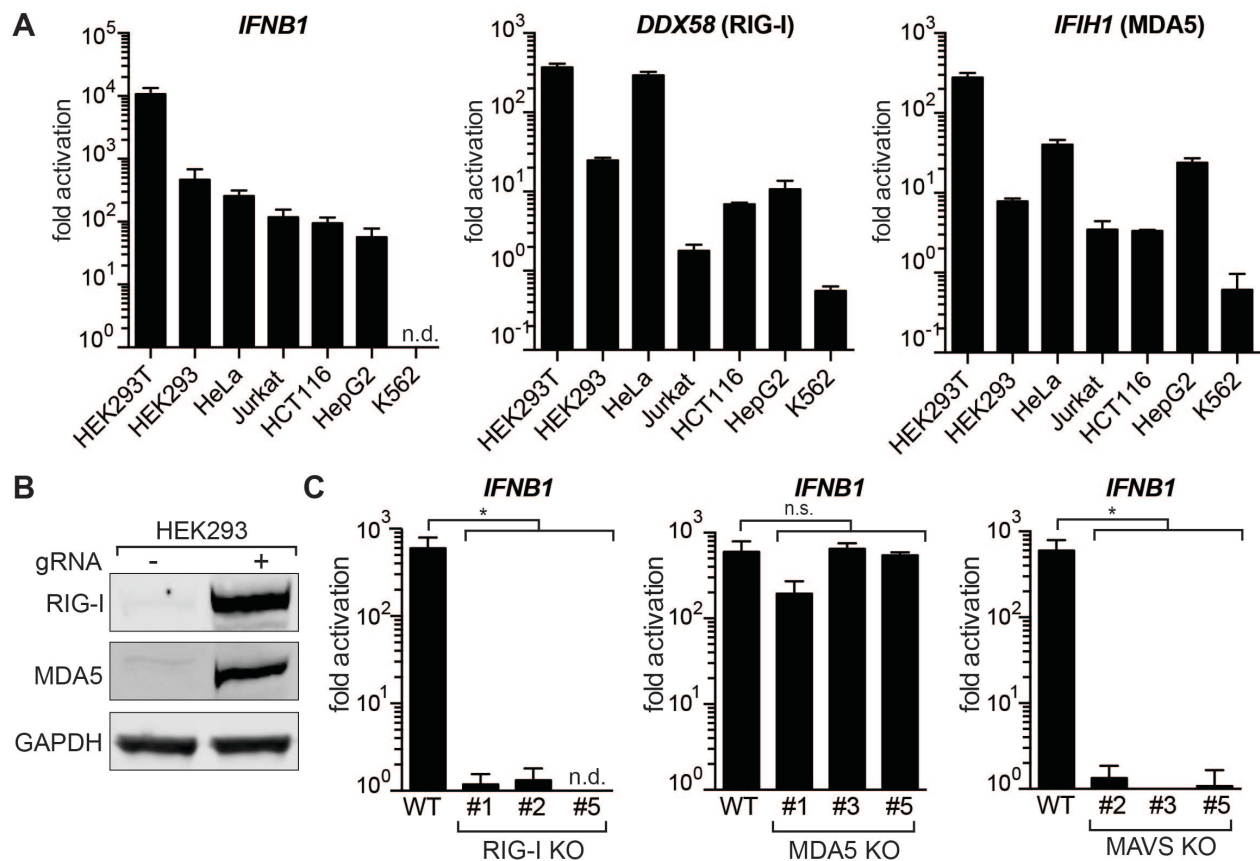 A
IFNB1
fold activation
10^5
10^4
10^3
10^2
10^1
10^0
n.d.
HEK293T
HEK293
HeLa
Jurkat
HCT116
HepG2
K562
DDX58 (RIG-I)
fold activation
10^3
10^2
10^1
10^0
10^-1
HEK293T
HEK293
HeLa
Jurkat
HCT116
HepG2
K562
IFIH1 (MDA5)
fold activation
10^3
10^2
10^1
10^0
10^-1
HEK293T
HEK293
HeLa
Jurkat
HCT116
HepG2
K562
B
HEK293
gRNA - +
RIG-I
MDA5
GAPDH
C
IFNB1
*
fold activation
10^3
10^2
10^1
10^0
n.d.
WT #1 #2 #5
RIG-I KO
IFNB1
n.s.
fold activation
10^3
10^2
10^1
10^0
WT #1 #3 #5
MDA5 KO
IFNB1
*
fold activation
10^3
10^2
10^1
10^0
WT #2 #3 #5
MAVS KO